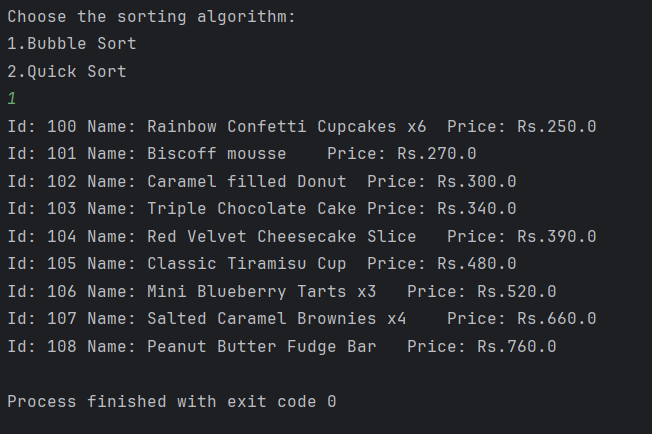 Choose the sorting algorithm:
1.Bubble Sort
2.Quick Sort
1
Id: 100 Name: Rainbow Confetti Cupcakes x6  Price: Rs.250.0
Id: 101 Name: Biscoff mousse    Price: Rs.270.0
Id: 102 Name: Caramel filled Donut  Price: Rs.300.0
Id: 103 Name: Triple Chocolate Cake Price: Rs.340.0
Id: 104 Name: Red Velvet Cheesecake Slice   Price: Rs.390.0
Id: 105 Name: Classic Tiramisu Cup  Price: Rs.480.0
Id: 106 Name: Mini Blueberry Tarts x3   Price: Rs.520.0
Id: 107 Name: Salted Caramel Brownies x4    Price: Rs.660.0
Id: 108 Name: Peanut Butter Fudge Bar   Price: Rs.760.0
Process finished with exit code 0